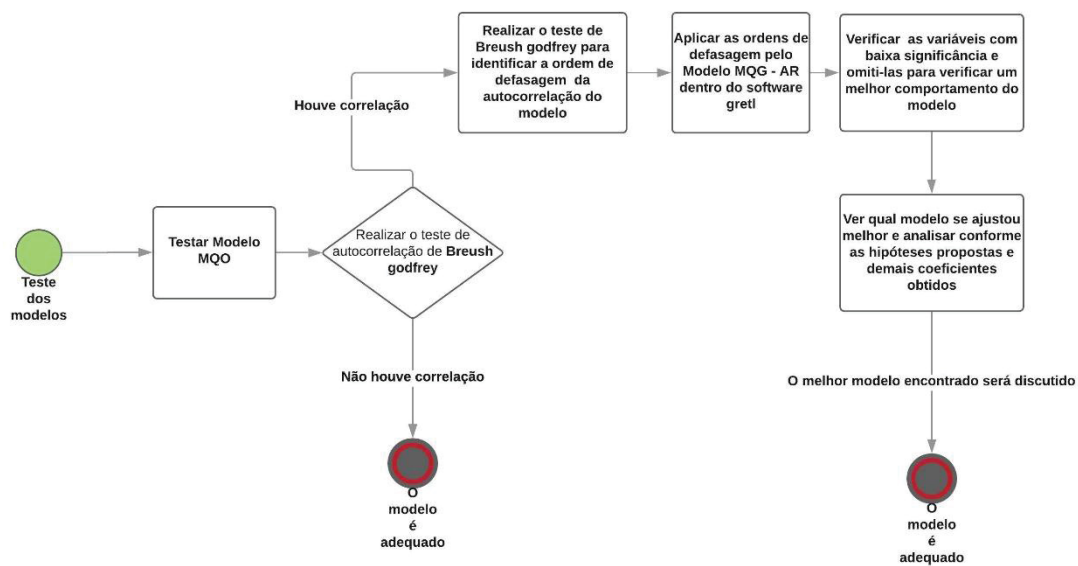 Teste
dos
modelos
Testar Modelo
MQO
Realizar o teste de
autocorrelação de Breush
godfrey
Houve correlação
Realizar o teste de
Breush godfrey para
identificar a ordem de
defasagem da
autocorrelação do
modelo
Aplicar as ordens de
defasagem pelo
Modelo MQG - AR
dentro do software
gretl
Verificar as variáveis com
baixa significância e
omiti-las para verificar um
melhor comportamento do
modelo
Ver qual modelo se ajustou
melhor e analisar conforme
as hipóteses propostas e
demais coeficientes
obtidos
Não houve correlação
O
modelo
é
adequado
O melhor modelo encontrado será discutido
O
modelo
é
adequado